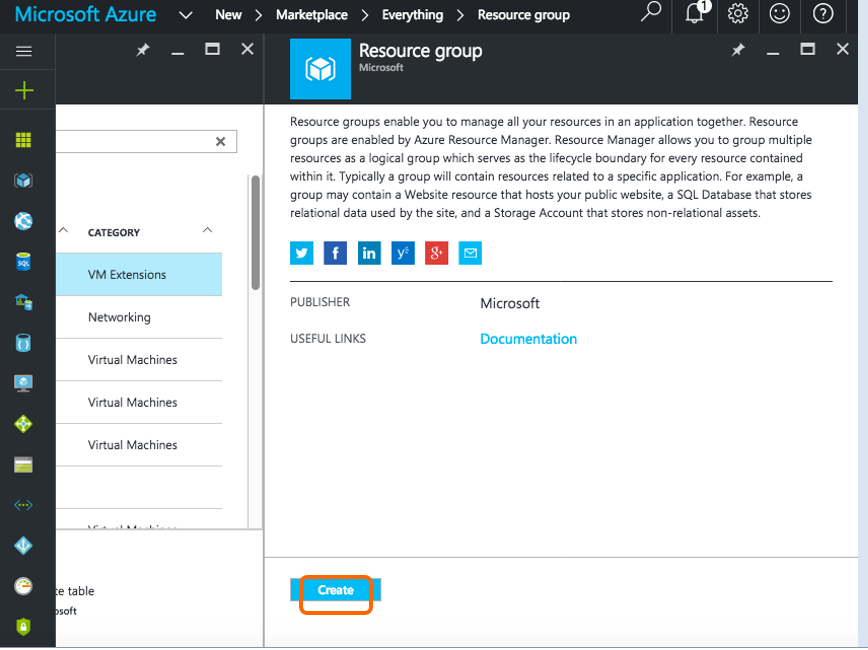 Microsoft Azure New Marketplace Everything Resource group 1
Resource group
Microsoft
Resource groups enable you to manage all your resources in an application together. Resource
groups are enabled by Azure Resource Manager. Resource Manager allows you to group multiple
resources as a logical group which serves as the lifecycle boundary for every resource contained
within it. Typically a group will contain resources related to a specific application. For example, a
group may contain a Website resource that hosts your public website, a SQL Database that stores
relational data used by the site, and a Storage Account that stores non-relational assets.
PUBLISHER Microsoft
USEFUL LINKS Documentation
Create
CATEGORY
VM Extensions
Networking
Virtual Machines
Virtual Machines
Virtual Machines
Virtual Machines
te table
osoft
SQL